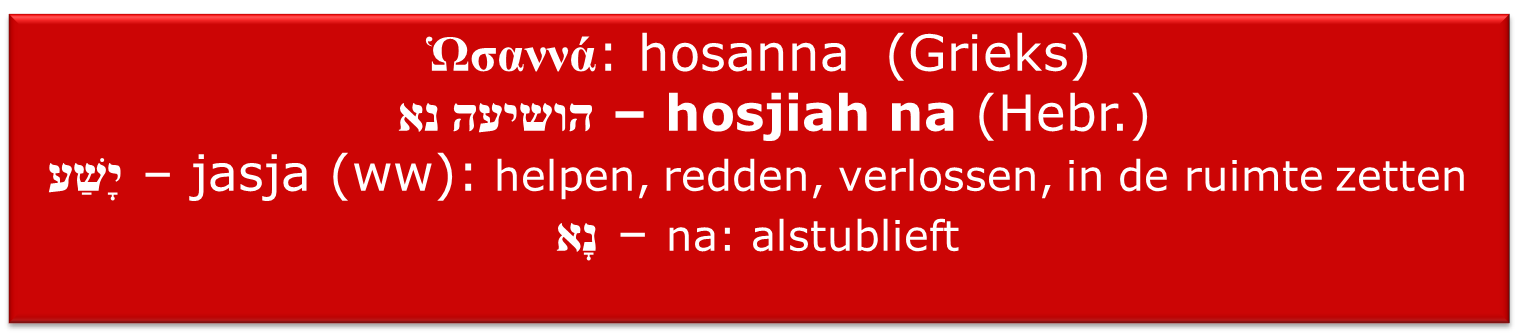 Ὡσαννά: hosanna (Grieks)
הושיעה נא – hosjiah na (Hebr.)
יָשַׁע – jasja (ww): helpen, redden, verlossen, in de ruimte zetten
נָא – na: alstublieft